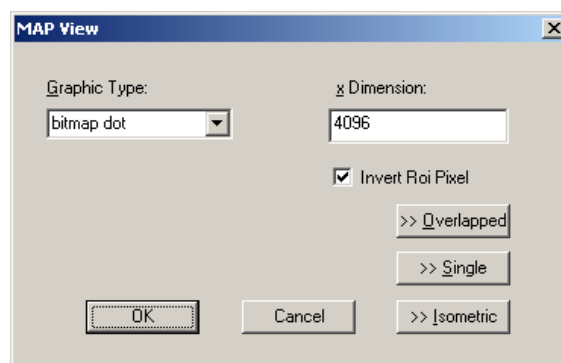 MAP View
Graphic Type:
x Dimension:
bitmap dot
4096
Invert Roi Pixel
>> Overlapped
>> Single
OK
Cancel
>> Isometric